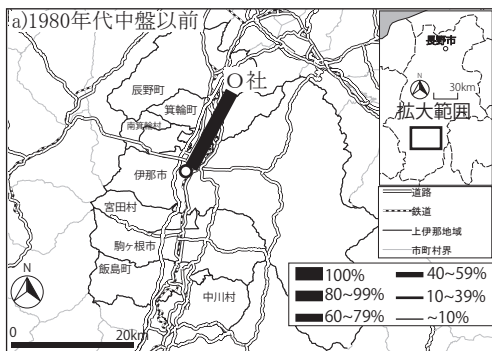 a)1980年代中盤以前
O社
辰野町
箕輪町
南箕輪村
伊那市
宮田村
駒ヶ根市
飯島町
中川村
N
0 20km
長野市
N
30km
拡大範囲
道路
鉄道
上伊那地域
市町村界
100%
80~99%
60~79%
40~59%
10~39%
~10%